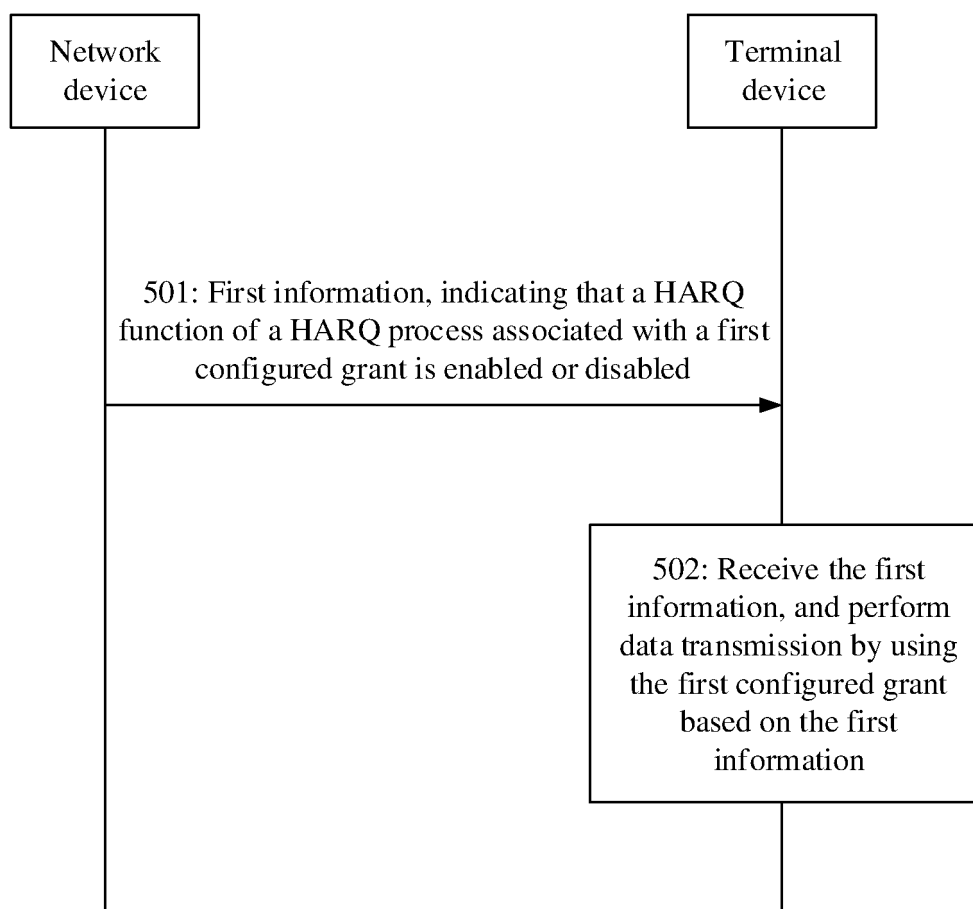 Network
device
Terminal
device
501: First information, indicating that a HARQ
function of a HARQ process associated with a first
configured grant is enabled or disabled
502: Receive the first
information, and perform
data transmission by using
the first configured grant
based on the first
information